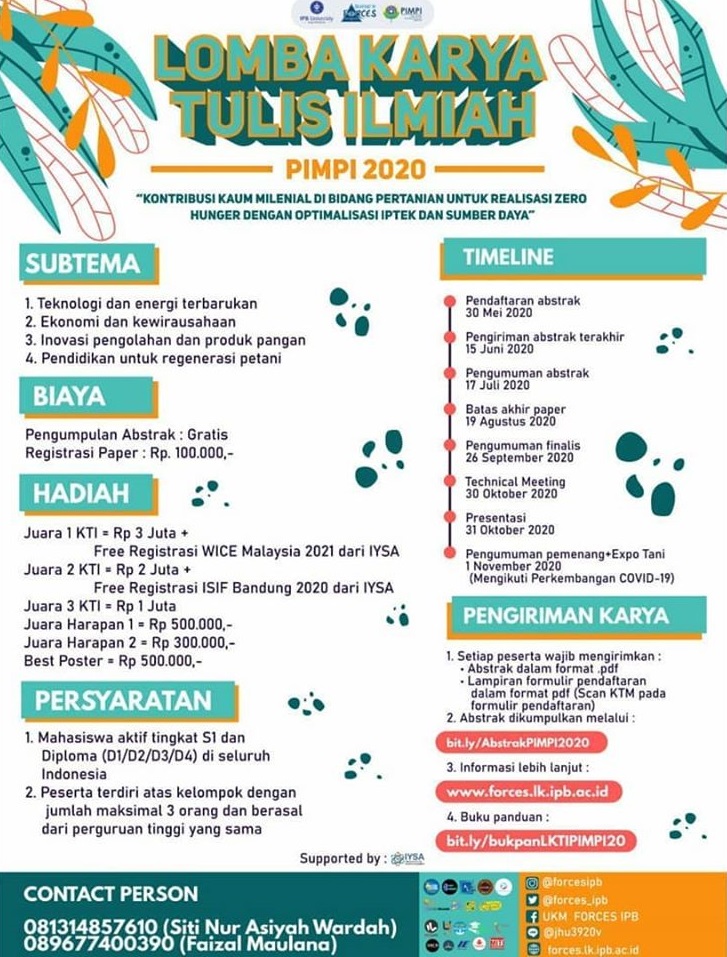 IPB University
FORCES
PIMPI
LOMBA KARYA
TULIS ILMIAH
PIMPI 2020
"KONTRIBUSI KAUM MILENIAL DI BIDANG PERTANIAN UNTUK REALISASI ZERO
HUNGER DENGAN OPTIMALISASI IPTEK DAN SUMBER DAYA"
SUBTEMA
1. Teknologi dan energi terbarukan
2. Ekonomi dan kewirausahaan
3. Inovasi pengolahan dan produk pangan
4. Pendidikan untuk regenerasi petani
BIAYA
Pengumpulan Abstrak : Gratis
Registrasi Paper : Rp. 100.000,-
HADIAH
Juara 1 KTI = Rp 3 Juta +
Free Registrasi WICE Malaysia 2021 dari IYSA
Juara 2 KTI = Rp 2 Juta +
Free Registrasi ISIF Bandung 2020 dari IYSA
Juara 3 KTI = Rp 1 Juta
Juara Harapan 1 = Rp 500.000,-
Juara Harapan 2 = Rp 300.000,-
Best Poster = Rp 500.000,-
PERSYARATAN
1. Mahasiswa aktif tingkat S1 dan
Diploma (D1/D2/D3/D4) di seluruh
Indonesia
2. Peserta terdiri atas kelompok dengan
jumlah maksimal 3 orang dan berasal
dari perguruan tinggi yang sama
TIMELINE
Pendaftaran abstrak
30 Mei 2020
Pengiriman abstrak terakhir
15 Juni 2020
Pengumuman abstrak
17 Juli 2020
Batas akhir paper
19 Agustus 2020
Pengumuman finalis
26 September 2020
Technical Meeting
30 Oktober 2020
Presentasi
31 Oktober 2020
Pengumuman pemenang+Expo Tani
1 November 2020
(Mengikuti Perkembangan COVID-19)
PENGIRIMAN KARYA
1. Setiap peserta wajib mengirimkan :
• Abstrak dalam format .pdf
• Lampiran formulir pendaftaran
dalam format pdf (Scan KTM pada
formulir pendaftaran)
2. Abstrak dikumpulkan melalui :
bit.ly/AbstrakPIMPI2020
3. Informasi lebih lanjut :
www.forces.lk.ipb.ac.id
4. Buku panduan :
bit.ly/bukpanLKTIPIMPI20
Supported by : IYSA
CONTACT PERSON
081314857610 (Siti Nur Asiyah Wardah)
089677400390 (Faizal Maulana)
@forcesipb
@forces_ipb
UKM FORCES IPB
@jhu3920v
forces.lk.ipb.ac.id